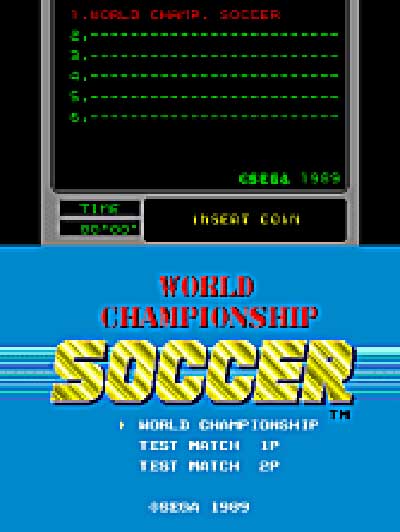 1.WORLD CHAMP. SOCCER
2.------------------------
3.------------------------
4.------------------------
5.------------------------
6.------------------------
©SEGA 1989
TIME
00"00'
INSERT COIN
WORLD
CHAMPIONSHIP
SOCCER
TM
WORLD CHAMPIONSHIP
TEST MATCH 1P
TEST MATCH 2P
©SEGA 1989